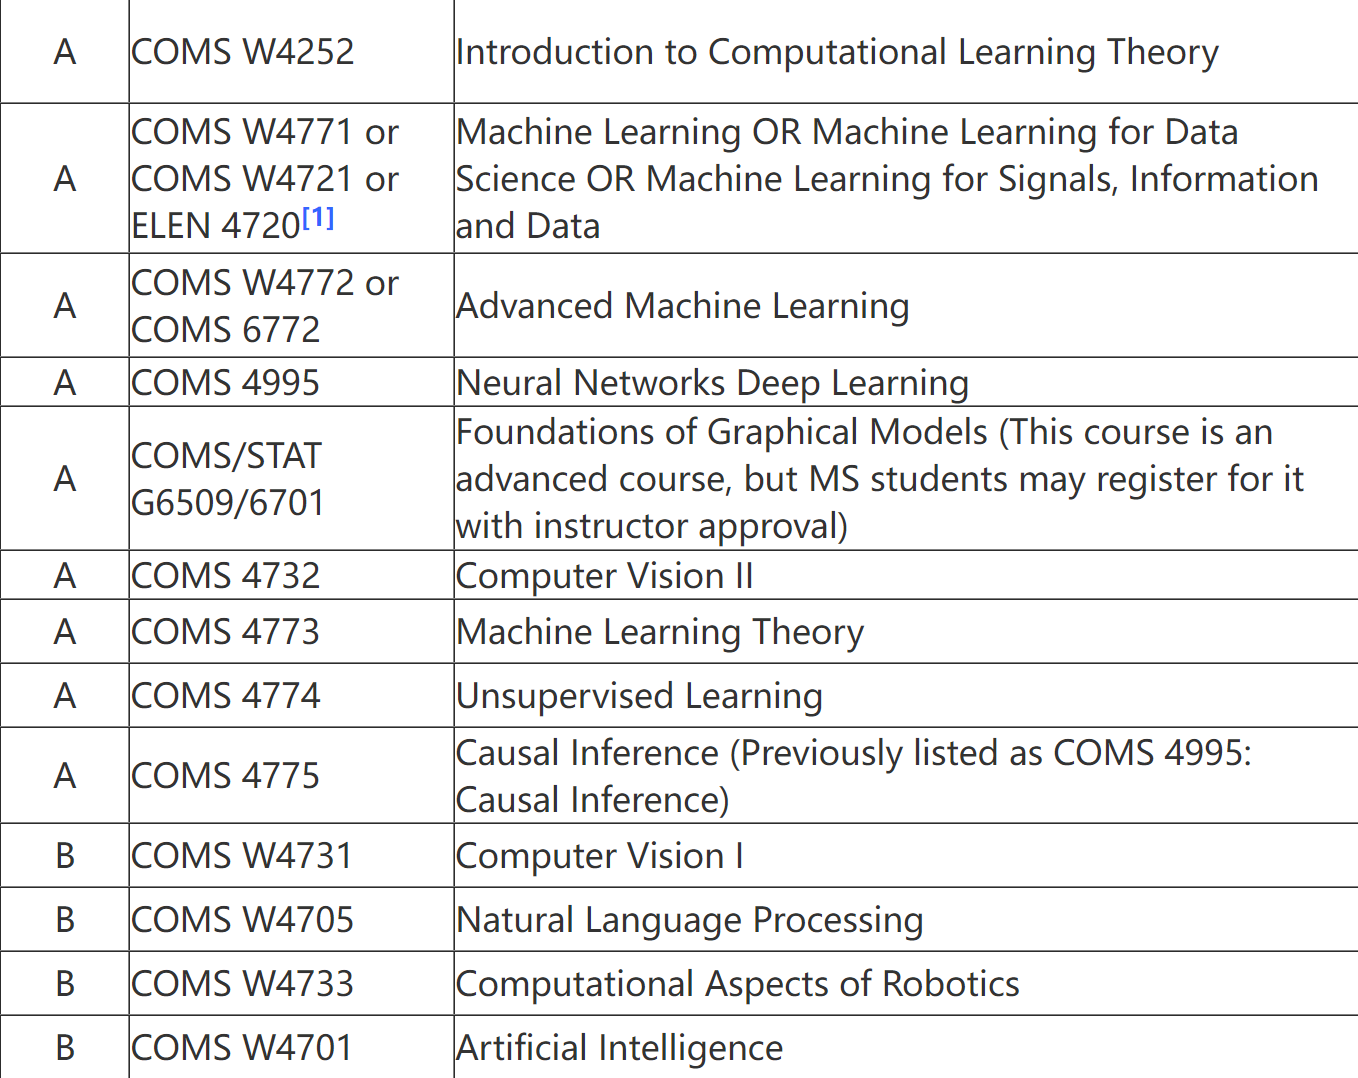 A COMS W4252 Introduction to Computational Learning Theory
A COMS W4771 or COMS W4721 or ELEN 4720[1] Machine Learning OR Machine Learning for Data Science OR Machine Learning for Signals, Information and Data
A COMS W4772 or COMS 6772 Advanced Machine Learning
A COMS 4995 Neural Networks Deep Learning
A COMS/STAT G6509/6701 Foundations of Graphical Models (This course is an advanced course, but MS students may register for it with instructor approval)
A COMS 4732 Computer Vision II
A COMS 4773 Machine Learning Theory
A COMS 4774 Unsupervised Learning
A COMS 4775 Causal Inference (Previously listed as COMS 4995: Causal Inference)
B COMS W4731 Computer Vision I
B COMS W4705 Natural Language Processing
B COMS W4733 Computational Aspects of Robotics
B COMS W4701 Artificial Intelligence